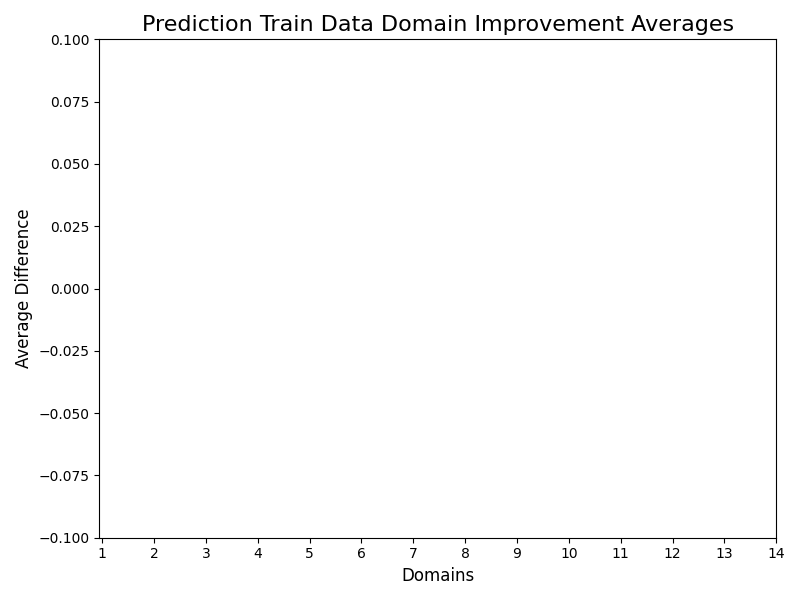 Prediction Train Data Domain Improvement Averages
0.100
0.075
0.050
0.025
0.000
−0.025
−0.050
−0.075
−0.100
Average Difference
1 2 3 4 5 6 7 8 9 10 11 12 13 14
Domains